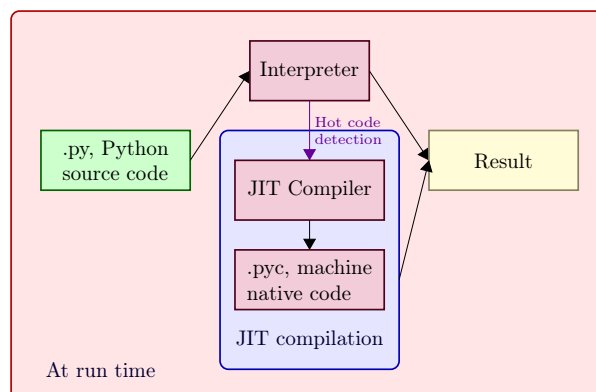 Interpreter
Hot code
detection
.py, Python
source code
Result
JIT Compiler
.pyc, machine
native code
JIT compilation
At run time